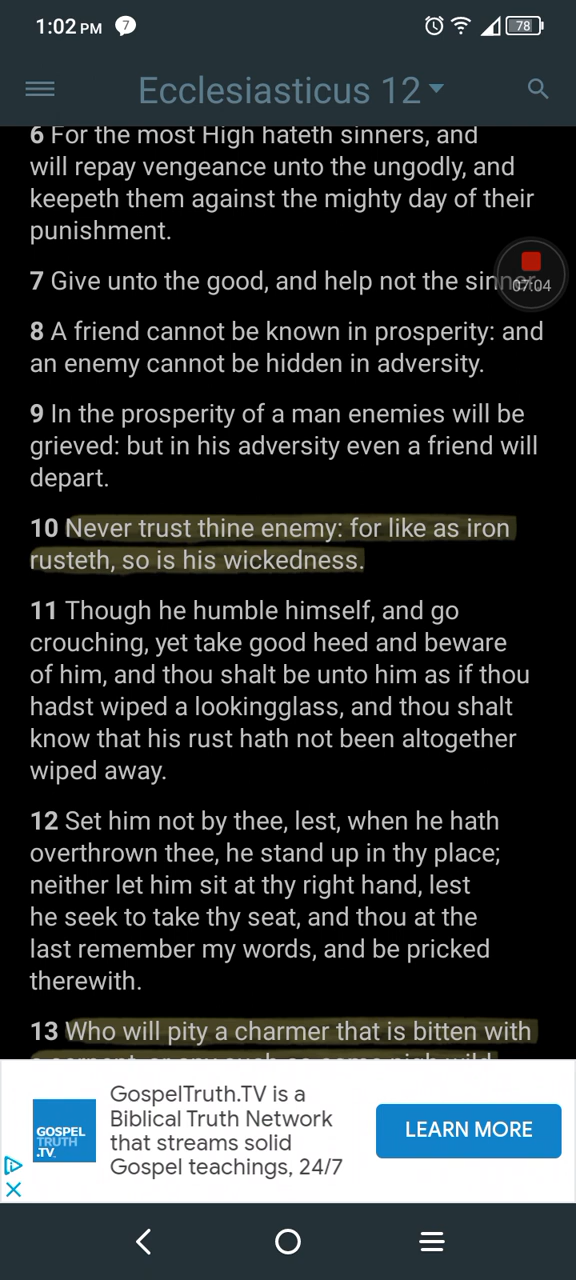 1:02 PM 7 78
Ecclesiasticus 12
6 For the most High hateth sinners, and
will repay vengeance unto the ungodly, and
keepeth them against the mighty day of their
punishment.
7 Give unto the good, and help not the sinner.
07:04
8 A friend cannot be known in prosperity: and
an enemy cannot be hidden in adversity.
9 In the prosperity of a man enemies will be
grieved: but in his adversity even a friend will
depart.
10 Never trust thine enemy: for like as iron
rusteth, so is his wickedness.
11 Though he humble himself, and go
crouching, yet take good heed and beware
of him, and thou shalt be unto him as if thou
hadst wiped a lookingglass, and thou shalt
know that his rust hath not been altogether
wiped away.
12 Set him not by thee, lest, when he hath
overthrown thee, he stand up in thy place;
neither let him sit at thy right hand, lest
he seek to take thy seat, and thou at the
last remember my words, and be pricked
therewith.
13 Who will pity a charmer that is bitten with
GOSPEL
TRUTH
.TV
GospelTruth.TV is a
Biblical Truth Network
that streams solid
Gospel teachings, 24/7
LEARN MORE